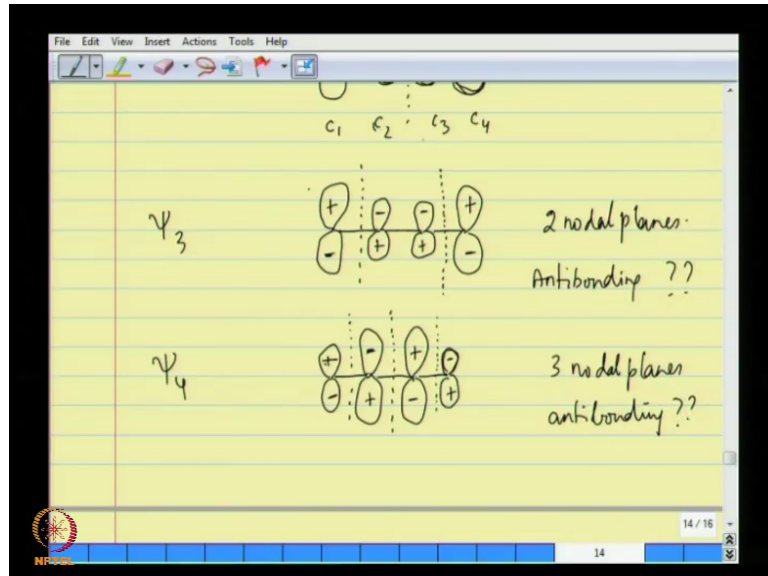 File Edit View Insert Actions Tools Help
C1 C2 C3 C4
Ψ3
+ - - +
- + + -
2 nodal planes.
Antibonding ??
Ψ4
+ - + -
- + - +
3 nodal planes
antibonding ??
14 / 16
14
NPTEL